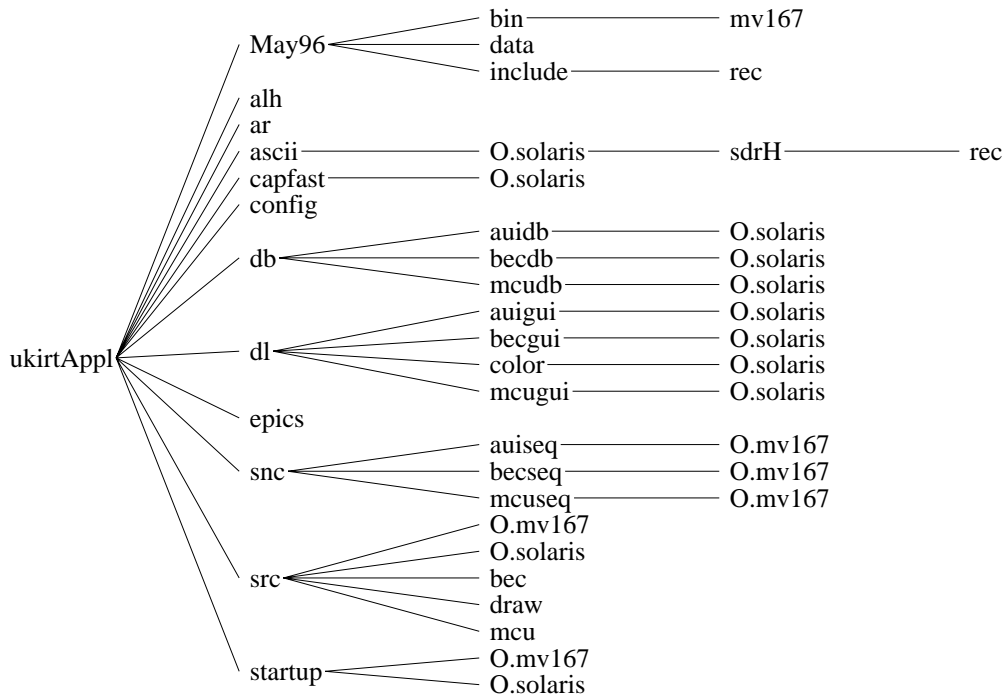 bin mv167
May96 data
include rec
alh
ar
ascii O.solaris sdrH rec
capfast O.solaris
config
auidb O.solaris
db becdb O.solaris
mcudb O.solaris
auigui O.solaris
becgui O.solaris
ukirtAppl dl
color O.solaris
mcugui O.solaris
epics
auiseq O.mv167
snc becseq O.mv167
mcuseq O.mv167
O.mv167
O.solaris
src bec
draw
mcu
O.mv167
startup
O.solaris